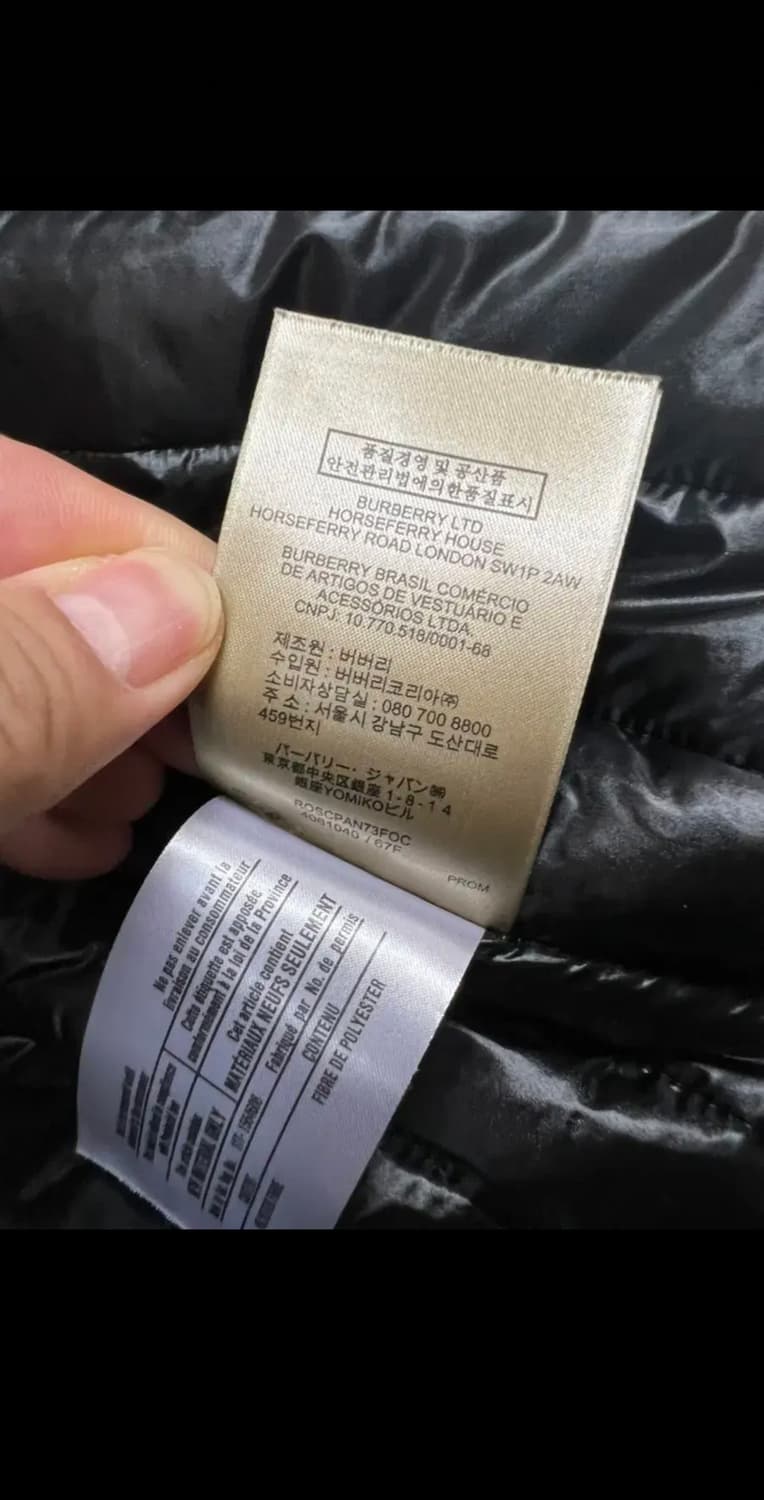 품질경영 및 공산품
안전관리법에의한품질표시
BURBERRY LTD
HORSEFERRY HOUSE
HORSEFERRY ROAD LONDON SW1P 2AW
BURBERRY BRASIL COMÉRCIO
DE ARTIGOS DE VESTUÁRIO E
ACESSÓRIOS LTDA.
CNPJ: 10.770.518/0001-68
제조원 : 버버리
수입원 : 버버리코리아㈜
소비자상담실 : 080 700 8800
주 소 : 서울시 강남구 도산대로
459번지
バーバリー・ジャパン㈱
東京都中央区銀座 1-8-14
銀座YOMIKOビル
ROSCPAN73FOC
4061040 / 67F
PROM
Ne pas enlever avant la
livraison au consommateur
Cette étiquette est apposée
conformément à la loi de la Province
Cet article contient
MATÉRIAUX NEUFS SEULEMENT
Fabriqué par No. de permis
CONTENU
FIBRE DE POLYESTER
NEW MATERIAL ONLY